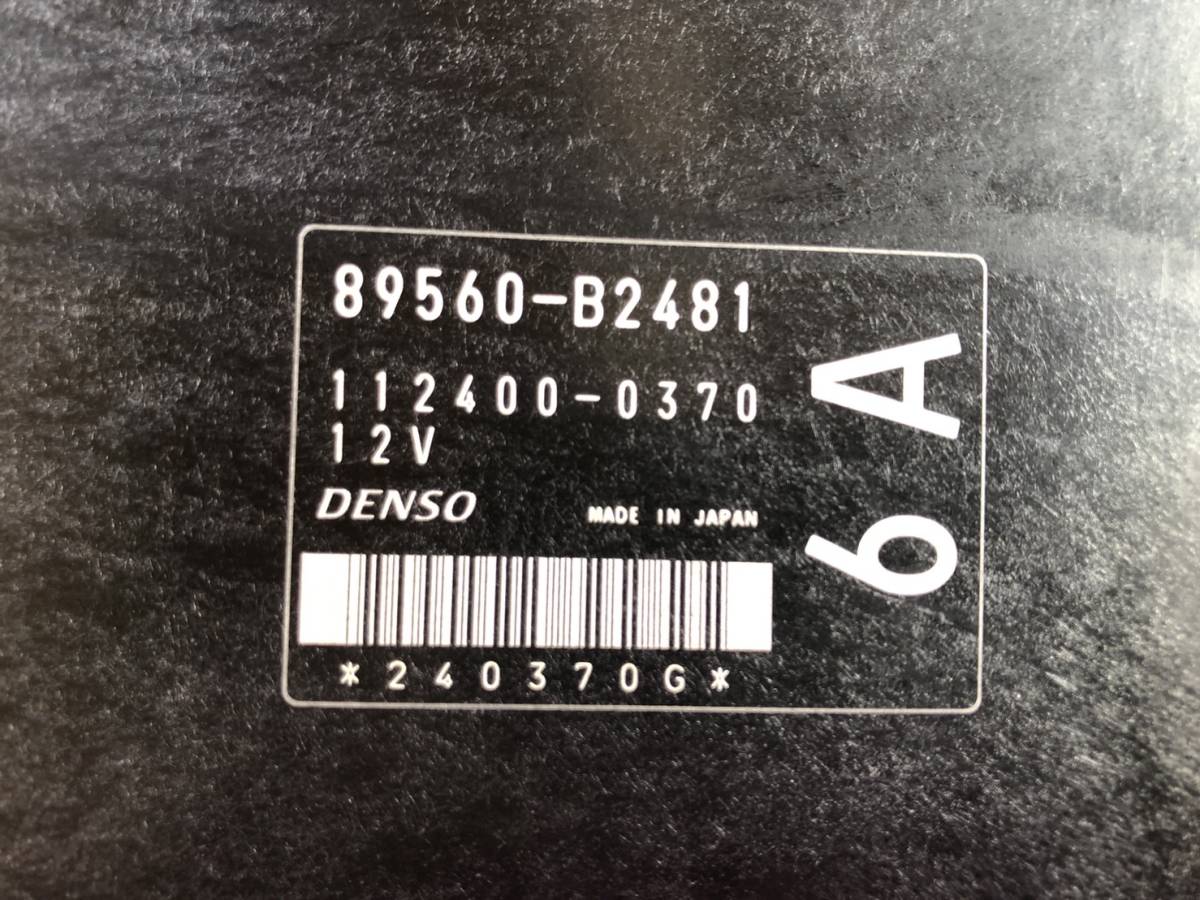 89560-B2481
112400-0370
12V
DENSO MADE IN JAPAN
*240370G*
6A